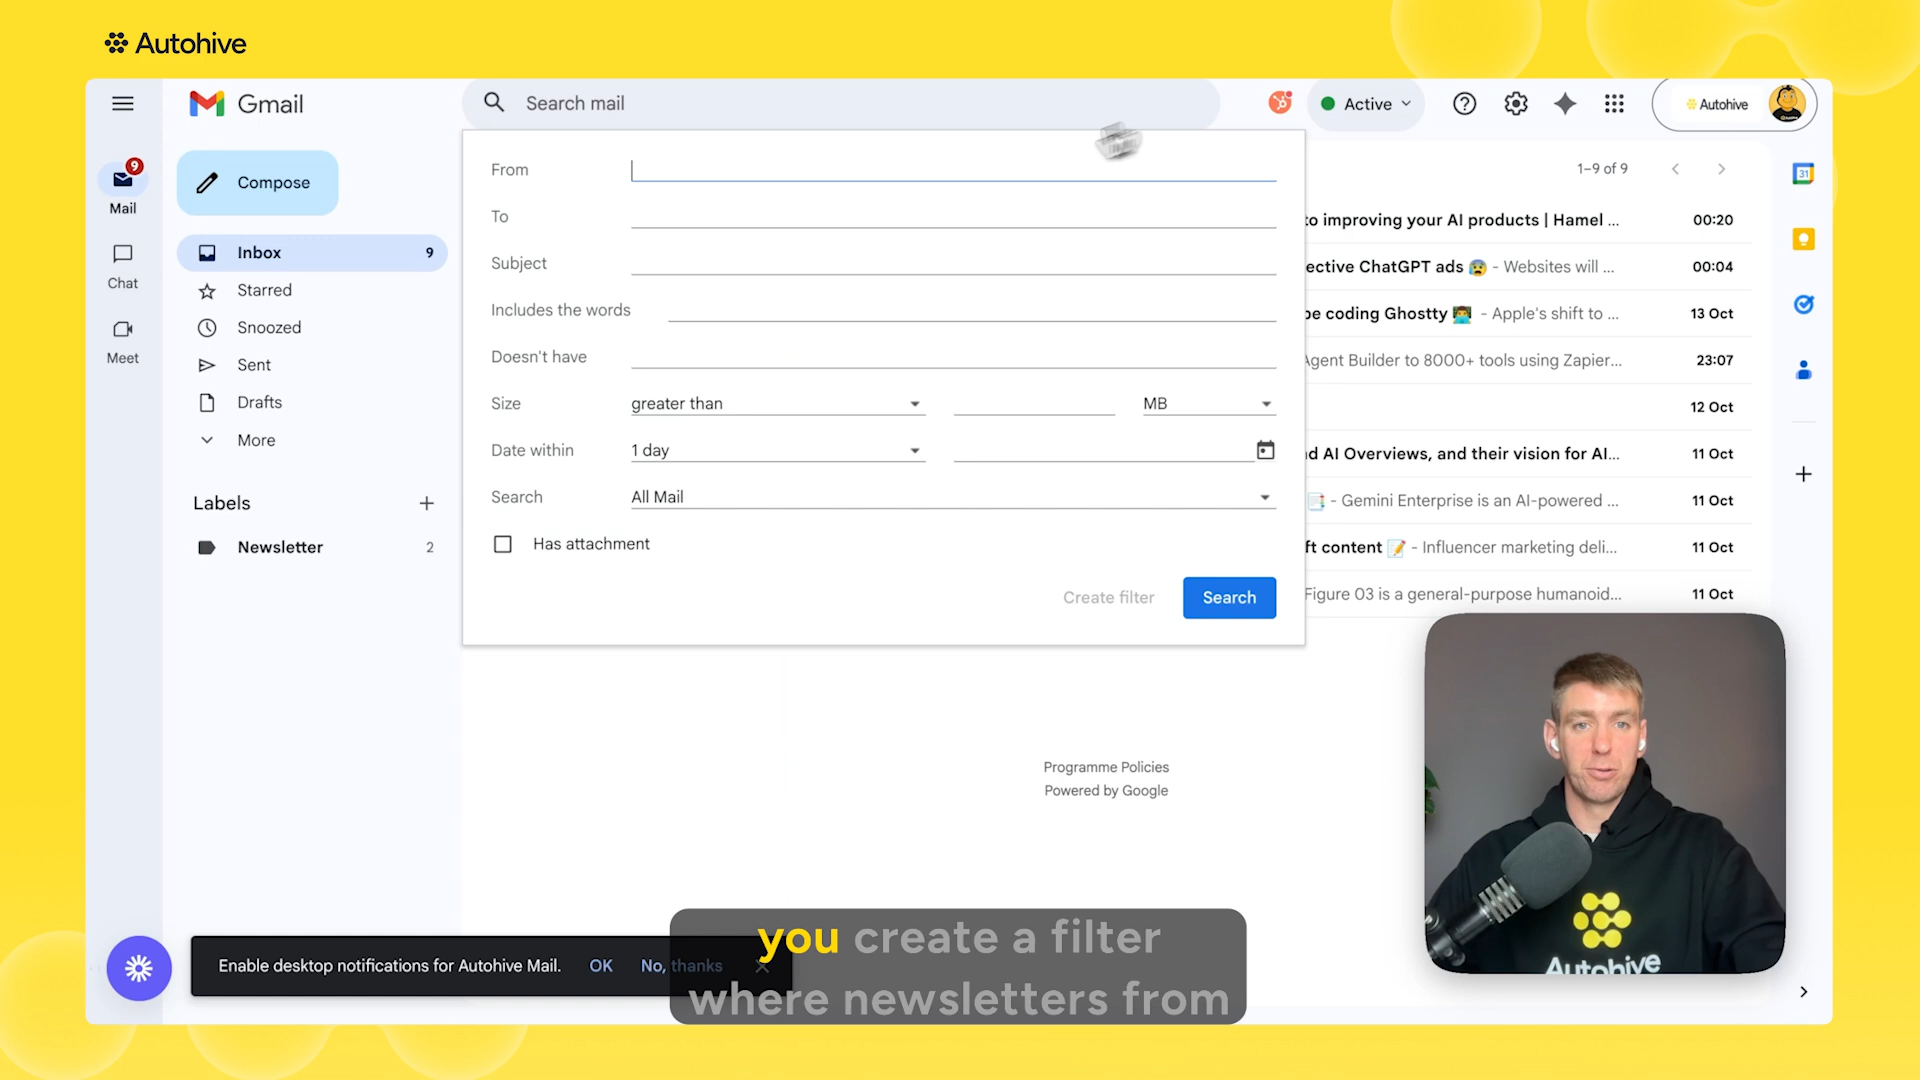 Autohive
Gmail
Search mail
Active
Autohive
9
Mail
Chat
Meet
Compose
Inbox 9
Starred
Snoozed
Sent
Drafts
More
Labels
Newsletter 2
From
To
Subject
Includes the words
Doesn't have
Size greater than MB
Date within 1 day
Search All Mail
Has attachment
Create filter Search
1–9 of 9
31
to improving your AI products | Hamel ... 00:20
ective ChatGPT ads 😰 - Websites will ... 00:04
be coding Ghostty 👨‍💻 - Apple's shift to ... 13 Oct
Agent Builder to 8000+ tools using Zapier... 23:07
12 Oct
d AI Overviews, and their vision for AI... 11 Oct
📑 - Gemini Enterprise is an AI-powered ... 11 Oct
ft content 📝 - Influencer marketing deli... 11 Oct
Figure 03 is a general-purpose humanoid... 11 Oct
Programme Policies
Powered by Google
Enable desktop notifications for Autohive Mail. OK No, thanks
you create a filter
where newsletters from
Autohive